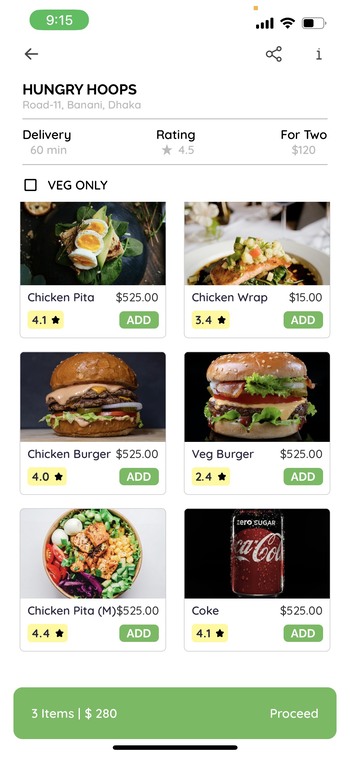 9:15
HUNGRY HOOPS
Road-11, Banani, Dhaka
Delivery Rating For Two
60 min 4.5 $120
VEG ONLY
Chicken Pita $525.00
4.1 ADD
Chicken Wrap $15.00
3.4 ADD
Chicken Burger $525.00
4.0 ADD
Veg Burger $525.00
2.4 ADD
Chicken Pita (M)$525.00
4.4 ADD
zero SUGAR
Coca-Col
Coke $525.00
4.1 ADD
3 Items | $ 280 Proceed